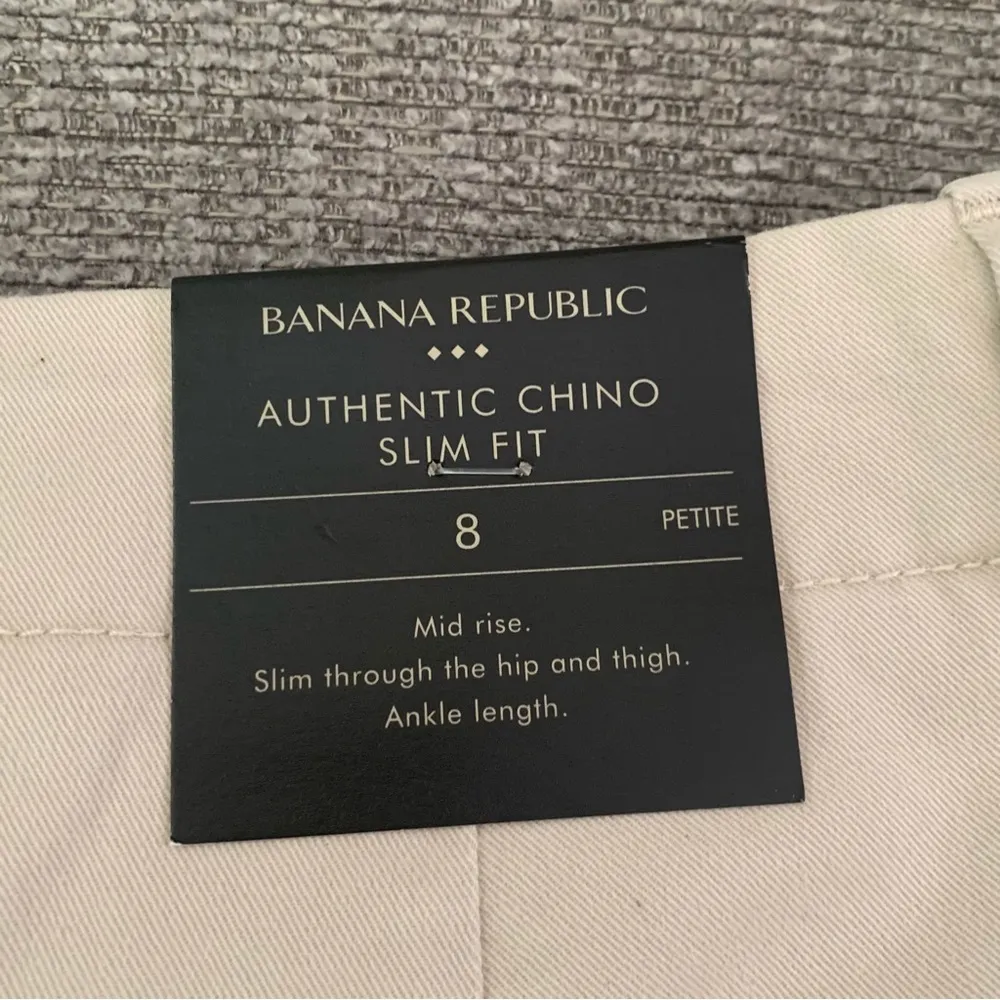 BANANA REPUBLIC
AUTHENTIC CHINO
SLIM FIT
8 PETITE
Mid rise.
Slim through the hip and thigh.
Ankle length.